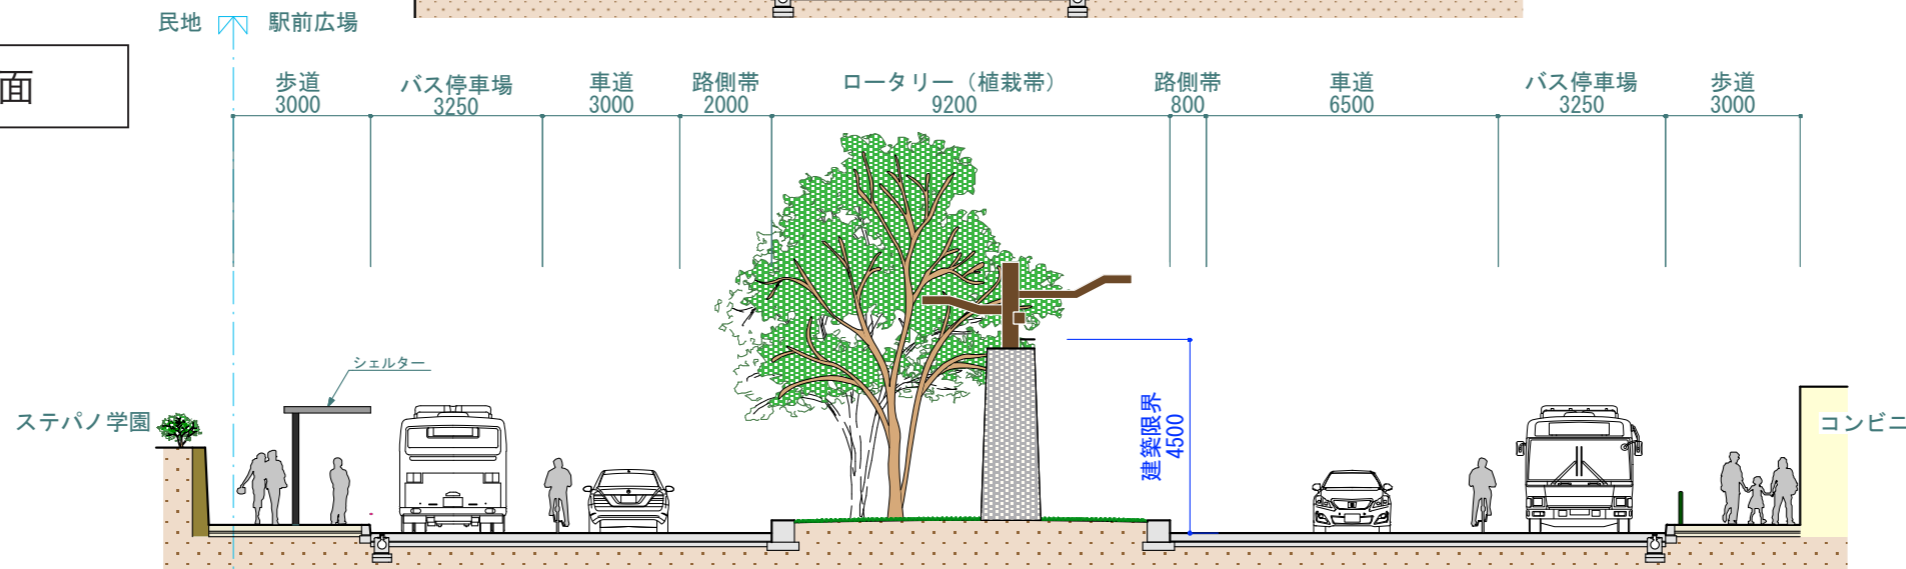 民地 駅前広場
面
歩道 バス停車場 車道 路側帯 ロータリー（植栽帯） 路側帯 車道 バス停車場 歩道
3000 3250 3000 2000 9200 800 6500 3250 3000
シェルター
ステパノ学園
建築限界
4500
コンビニ